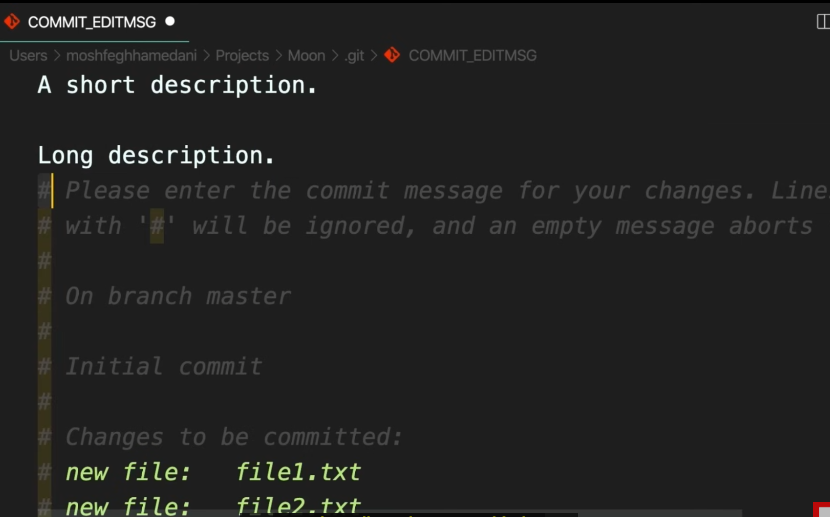 COMMIT_EDITMSG
Users > moshfeghhamedani > Projects > Moon > .git > COMMIT_EDITMSG
A short description.
Long description.
# Please enter the commit message for your changes. Line
# with '#' will be ignored, and an empty message aborts
#
# On branch master
#
# Initial commit
#
# Changes to be committed:
# new file:   file1.txt
# new file:   file2.txt